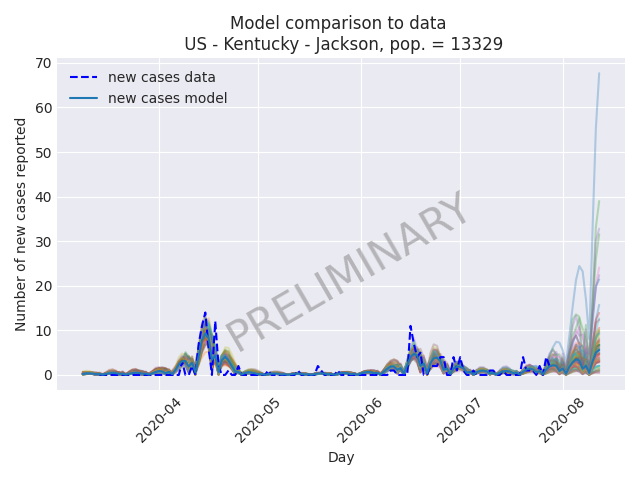 Model comparison to data
US - Kentucky - Jackson, pop. = 13329
new cases data
new cases model
Number of new cases reported
70
60
50
40
30
20
10
0
PRELIMINARY
2020-04
2020-05
2020-06
2020-07
2020-08
Day